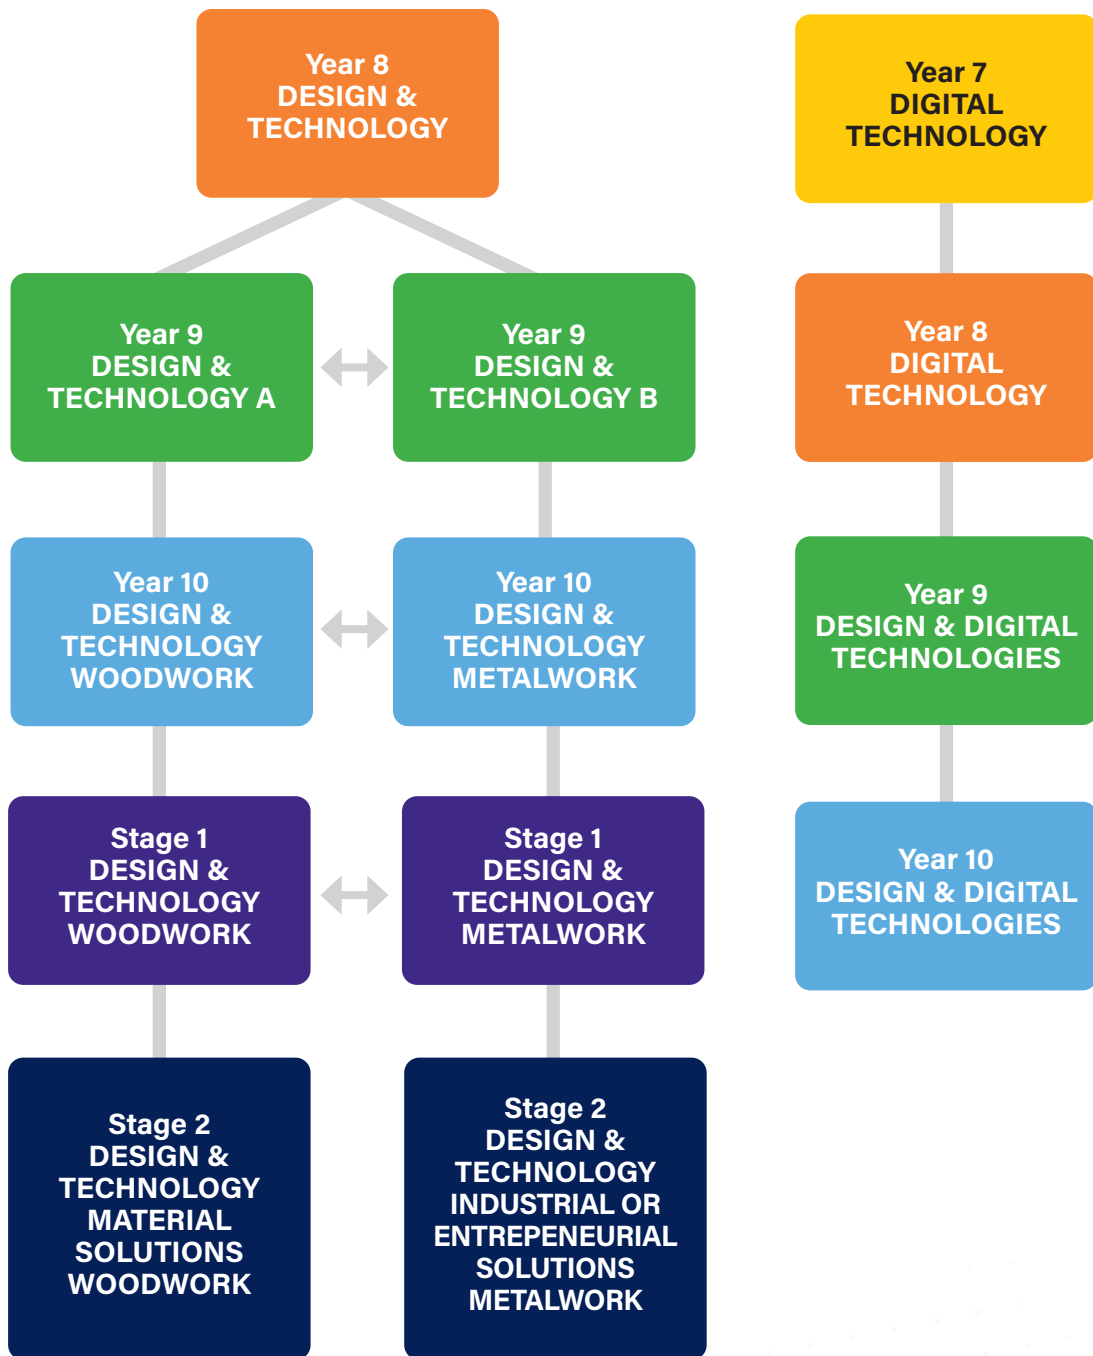 Year 8
DESIGN &
TECHNOLOGY
Year 7
DIGITAL
TECHNOLOGY
Year 9
DESIGN &
TECHNOLOGY A
Year 9
DESIGN &
TECHNOLOGY B
Year 8
DIGITAL
TECHNOLOGY
Year 10
DESIGN &
TECHNOLOGY
WOODWORK
Year 10
DESIGN &
TECHNOLOGY
METALWORK
Year 9
DESIGN & DIGITAL
TECHNOLOGIES
Stage 1
DESIGN &
TECHNOLOGY
WOODWORK
Stage 1
DESIGN &
TECHNOLOGY
METALWORK
Year 10
DESIGN & DIGITAL
TECHNOLOGIES
Stage 2
DESIGN &
TECHNOLOGY
MATERIAL
SOLUTIONS
WOODWORK
Stage 2
DESIGN &
TECHNOLOGY
INDUSTRIAL OR
ENTREPENEURIAL
SOLUTIONS
METALWORK